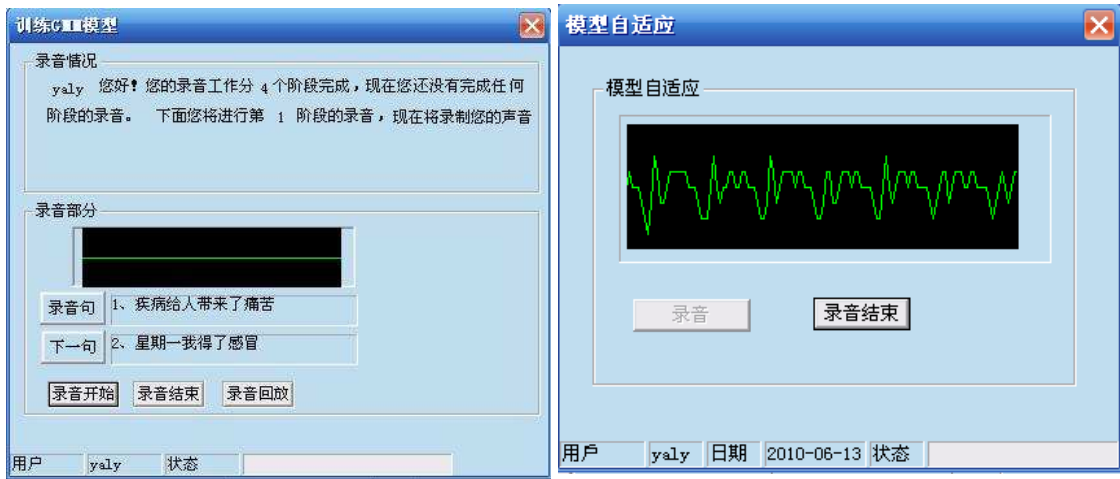 训练GMM模型
录音情况
yaly 您好！您的录音工作分 4 个阶段完成，现在您还没有完成任何
阶段的录音。 下面您将进行第 1 阶段的录音，现在将录制您的声音
录音部分
录音句 1、疾病给人带来了痛苦
下一句 2、星期一我得了感冒
录音开始 录音结束 录音回放
用户 yaly 状态
模型自适应
模型自适应
录音 录音结束
用户 yaly 日期 2010-06-13 状态